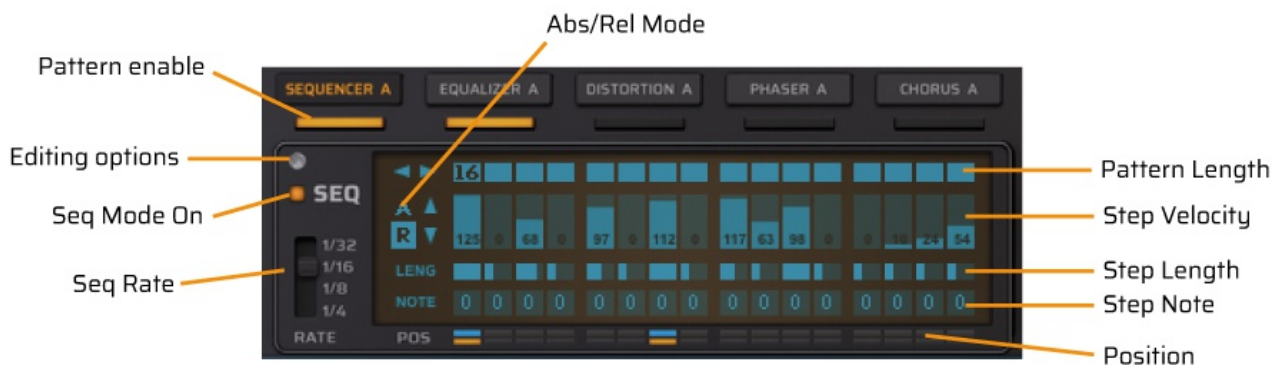 Abs/Rel Mode
Pattern enable
SEQUENCER A
EQUALIZER A
DISTORTION A
PHASER A
CHORUS A
Editing options
16
Pattern Length
SEQ
Seq Mode On
A
Step Velocity
R
125 0 68 0 97 0 112 0 117 63 98 0 0 10 24 54
1/32
Seq Rate
1/16
LENG
Step Length
1/8
NOTE 0 0 0 0 0 0 0 0 0 0 0 0 0 0 0 0
Step Note
1/4
RATE
POS
Position